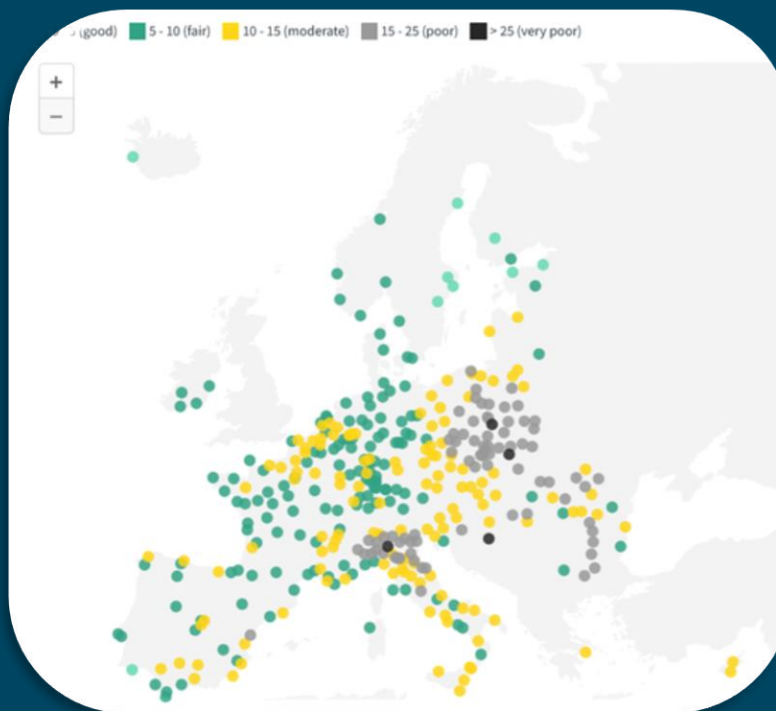 (good) 5 - 10 (fair) 10 - 15 (moderate) 15 - 25 (poor) > 25 (very poor)
+
−